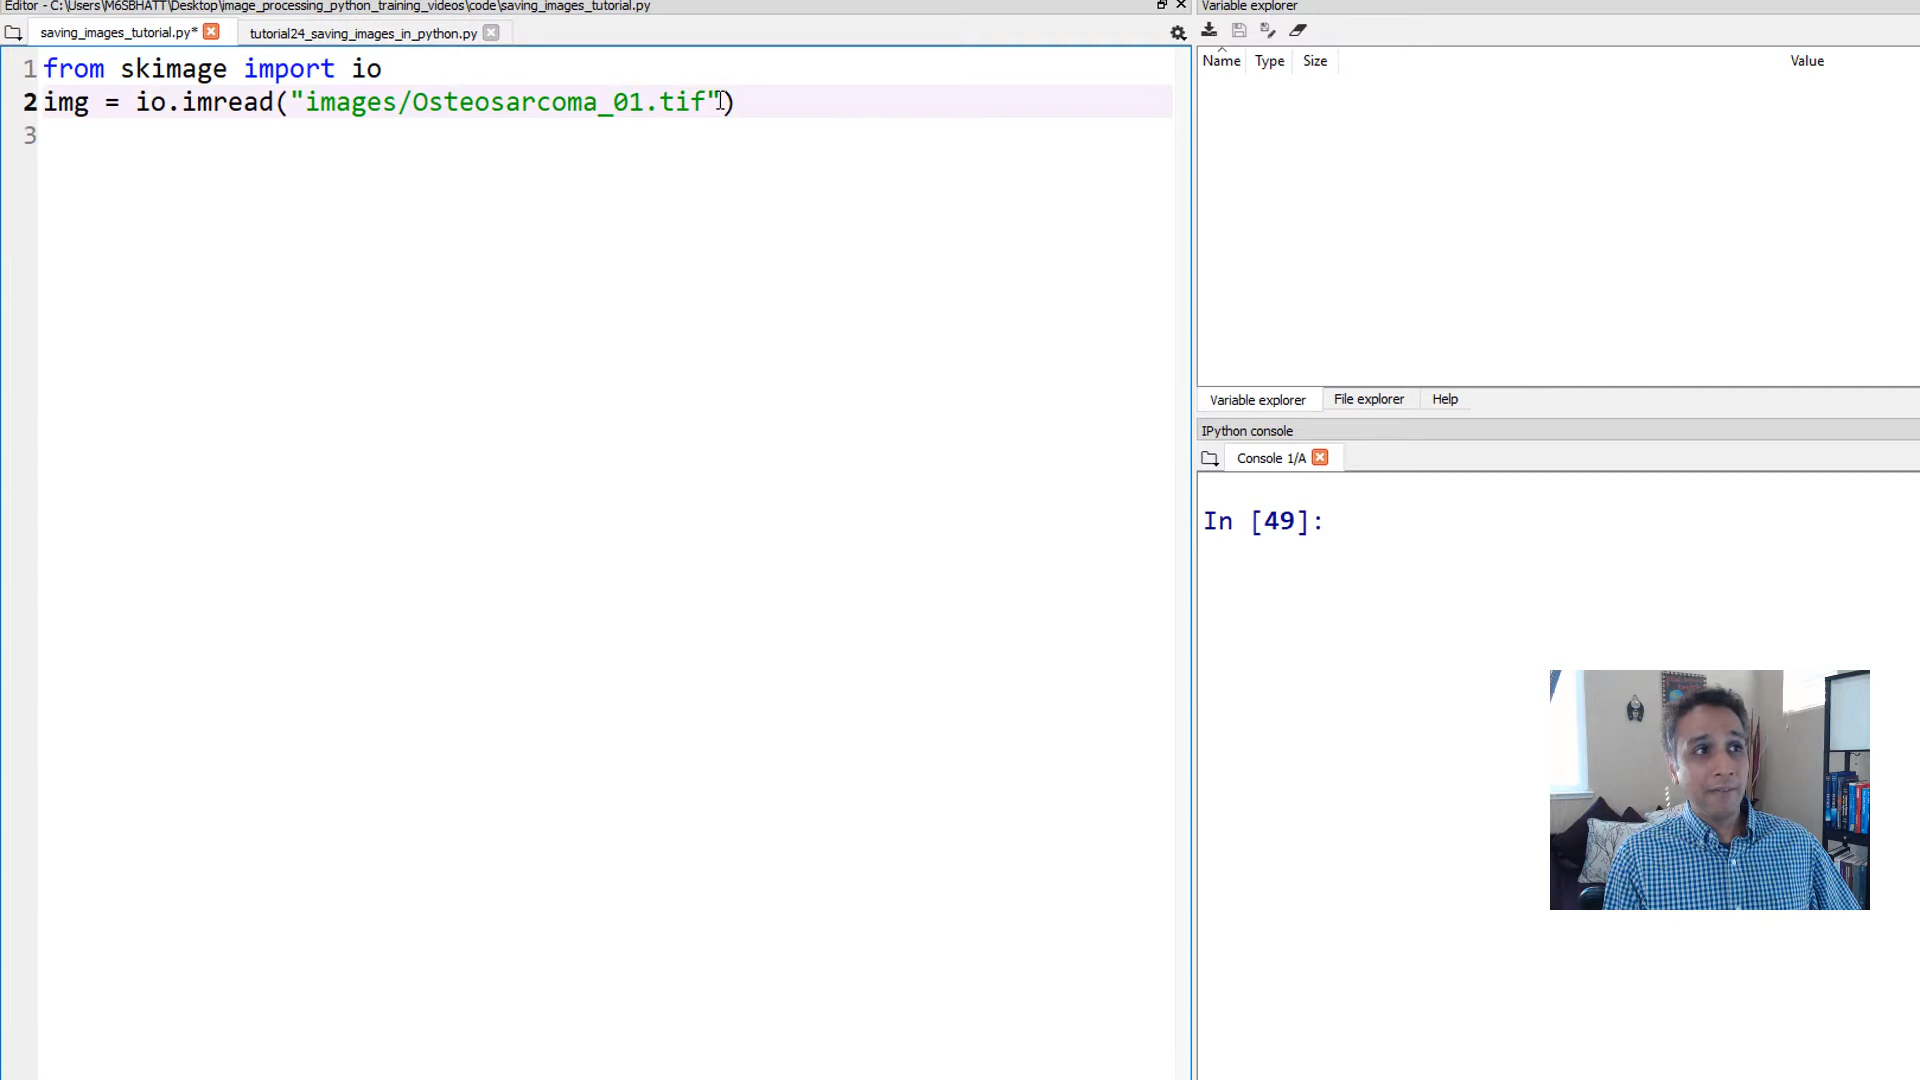 Editor - C:\Users\M6SBHATT\Desktop\image_processing_python_training_videos\code\saving_images_tutorial.py
saving_images_tutorial.py*
tutorial24_saving_images_in_python.py
1 from skimage import io
2 img = io.imread("images/Osteosarcoma_01.tif")
3
Variable explorer
Name Type Size Value
Variable explorer File explorer Help
IPython console
Console 1/A
In [49]: